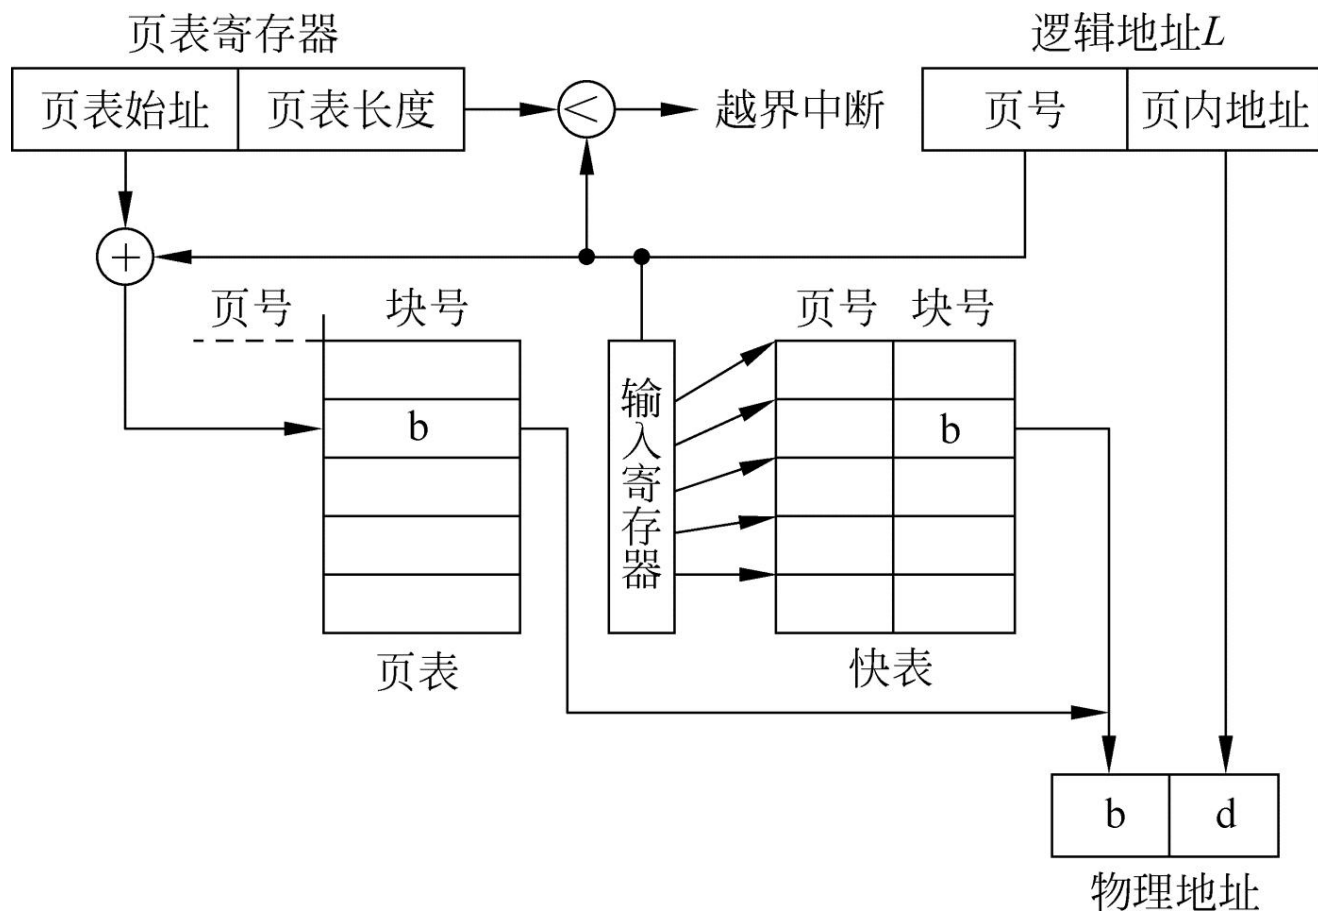 页表寄存器
逻辑地址L
页表始址 页表长度
<
越界中断
页号 页内地址
+
页号 块号
页号 块号
b
输入寄存器
b
页表
快表
b d
物理地址